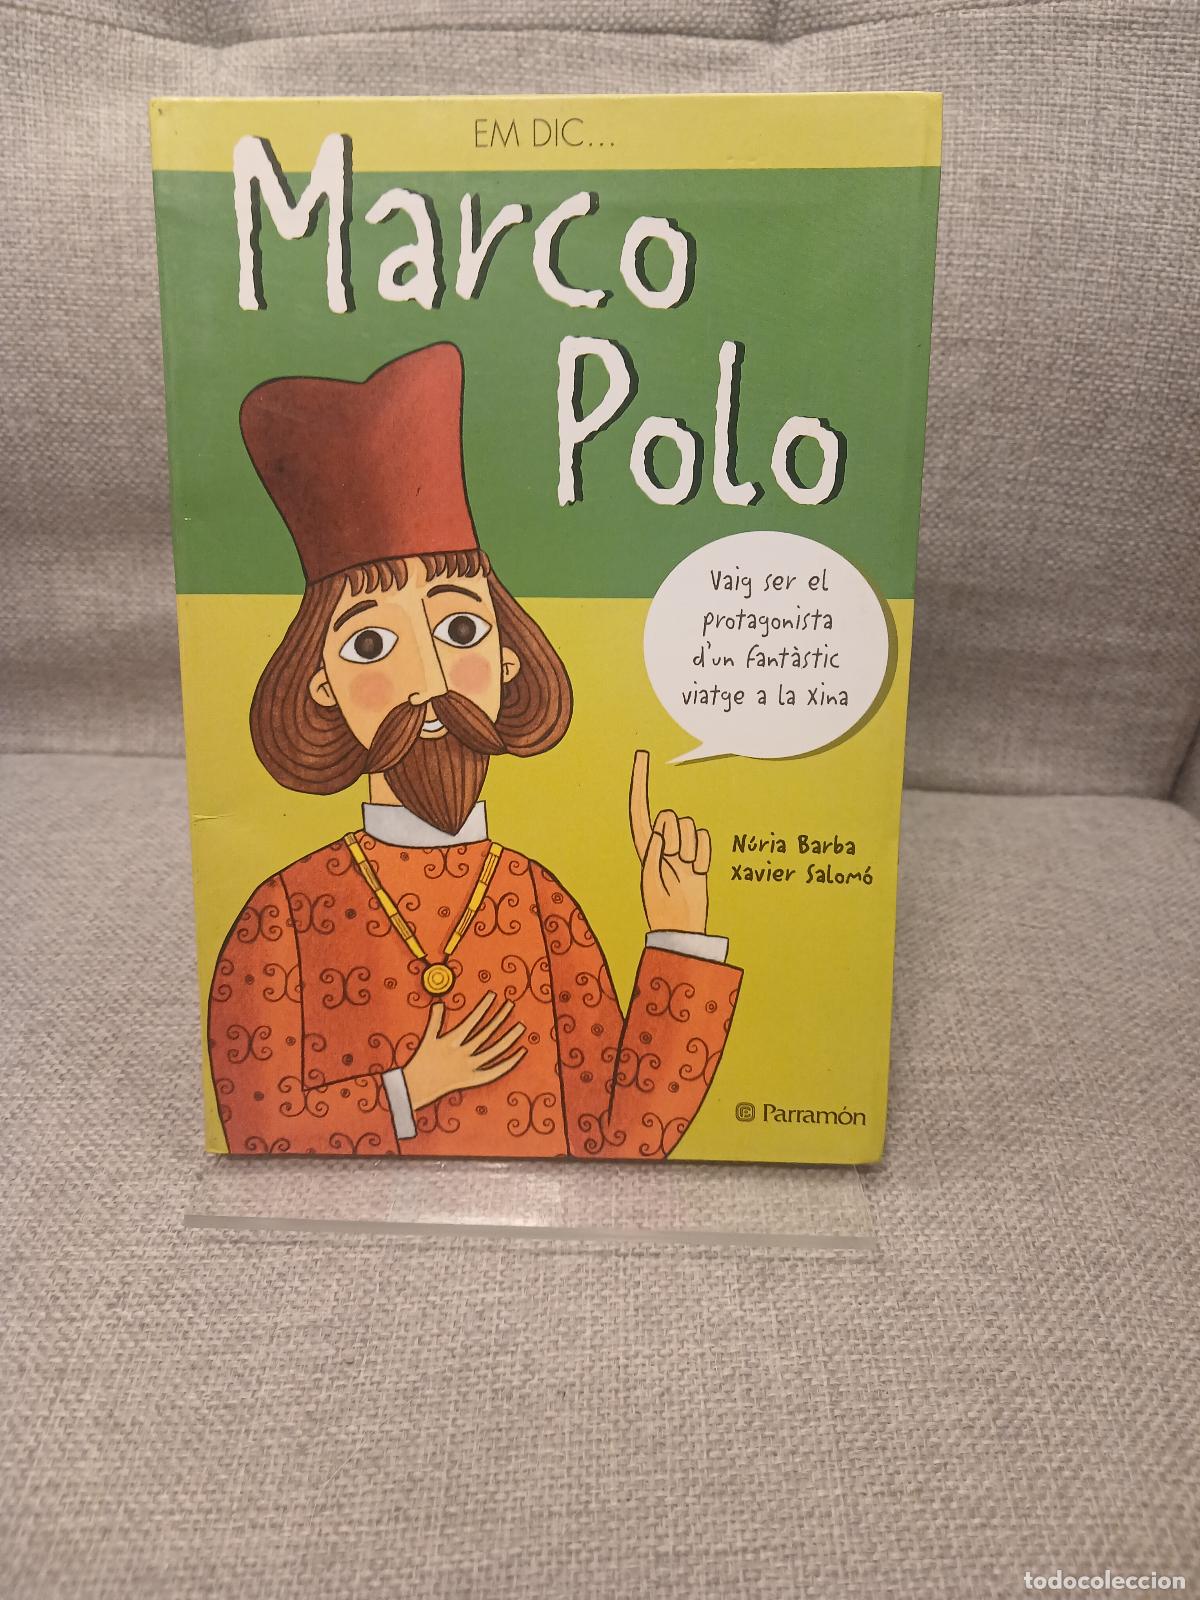 EM DIC...
Marco
Polo
Vaig ser el
protagonista
d'un fantàstic
viatge a la Xina
Núria Barba
Xavier Salomó
Parramón
todocoleccion